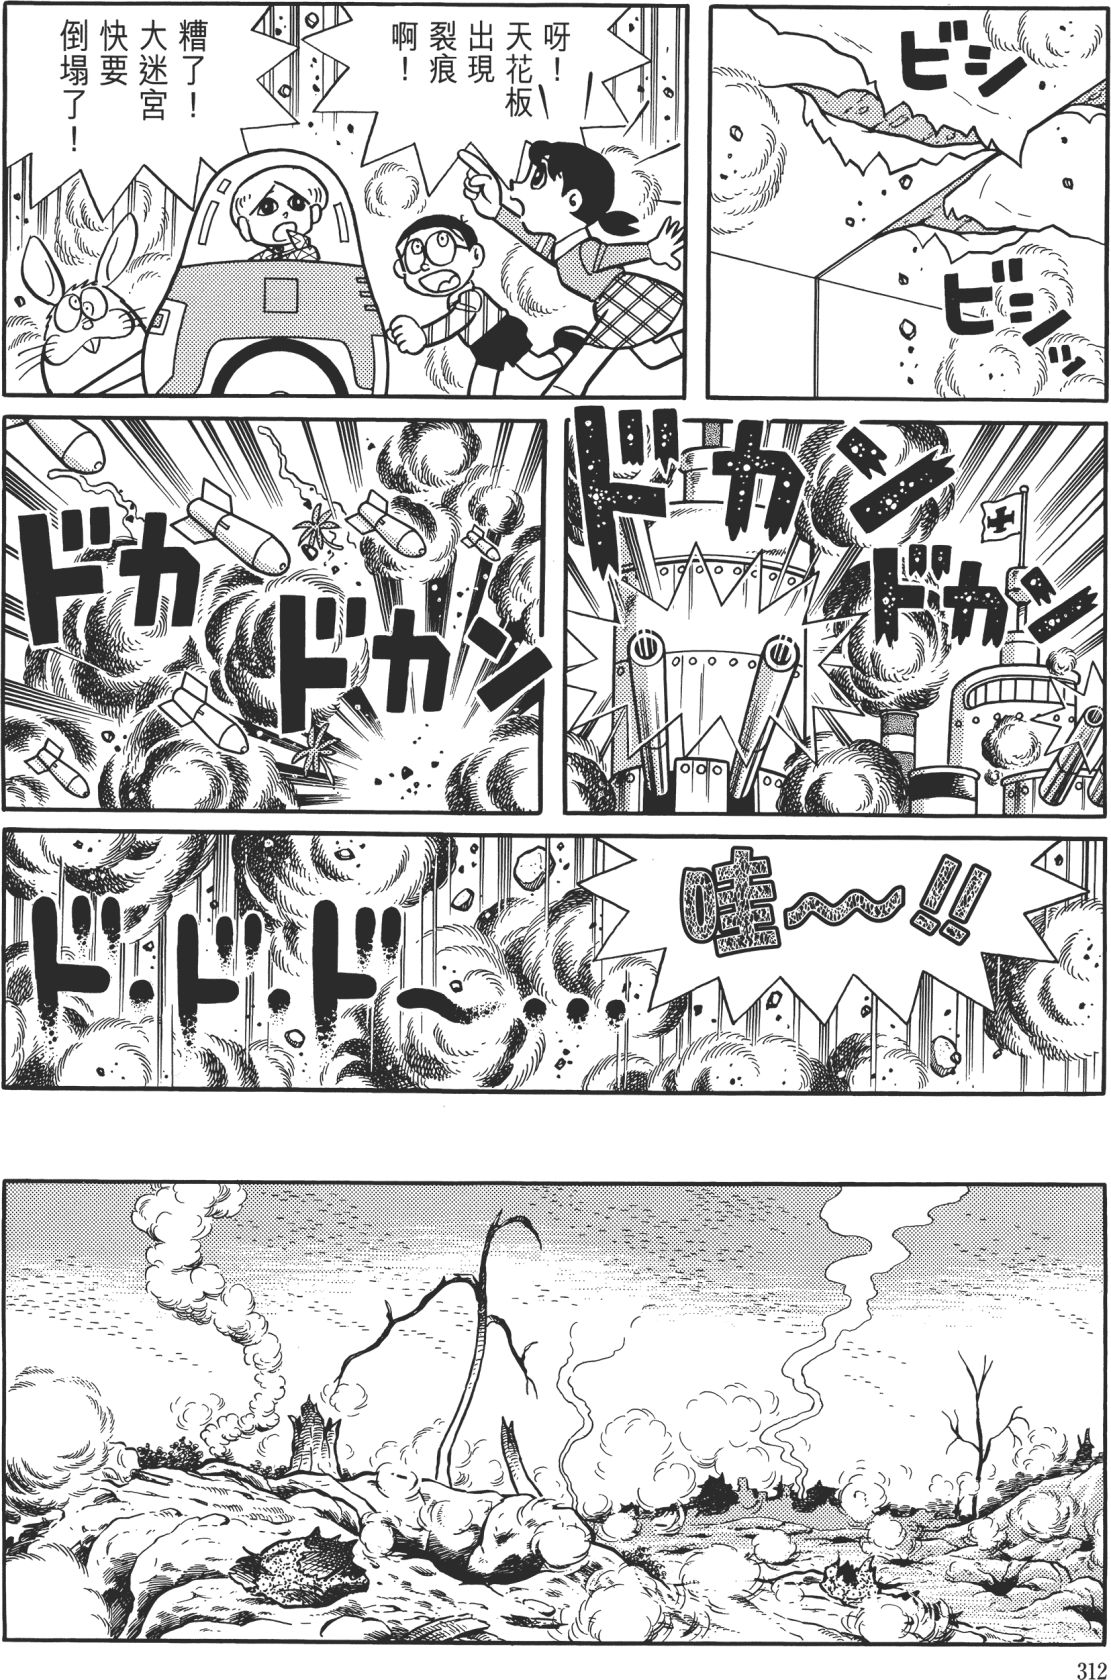 ビシ
ビシッ
呀！
天花板
出現
裂痕
啊！
糟了！
大迷宮
快要
倒塌了！
ドカン
ドカン
ドカ
ドカン
哇～!!
ド・ド・ド～・・・
312